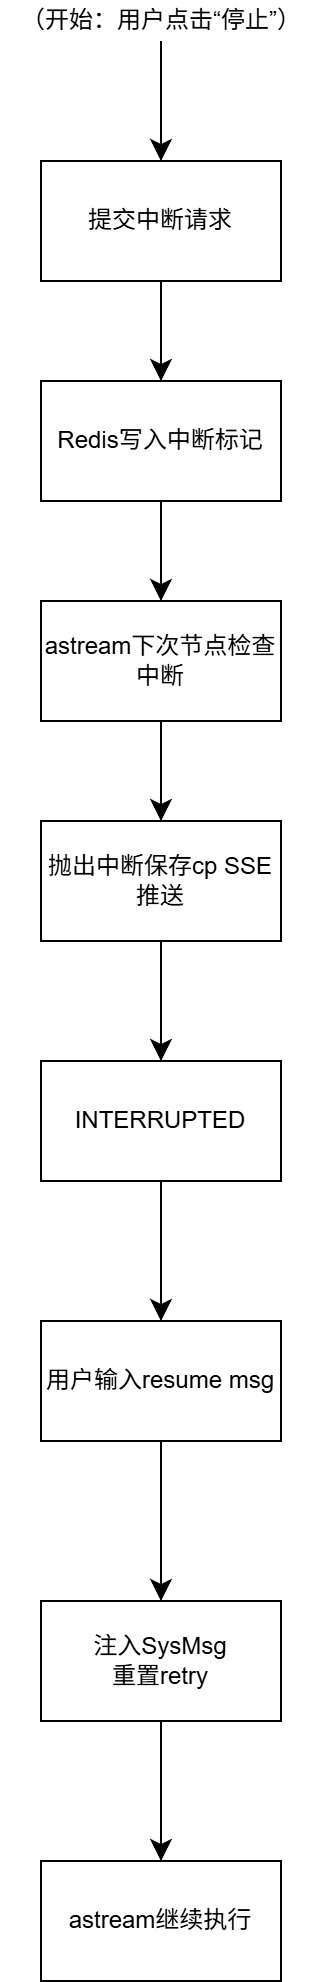 （开始：用户点击“停止”）
提交中断请求
Redis写入中断标记
astream下次节点检查
中断
抛出中断保存cp SSE
推送
INTERRUPTED
用户输入resume msg
注入SysMsg
重置retry
astream继续执行